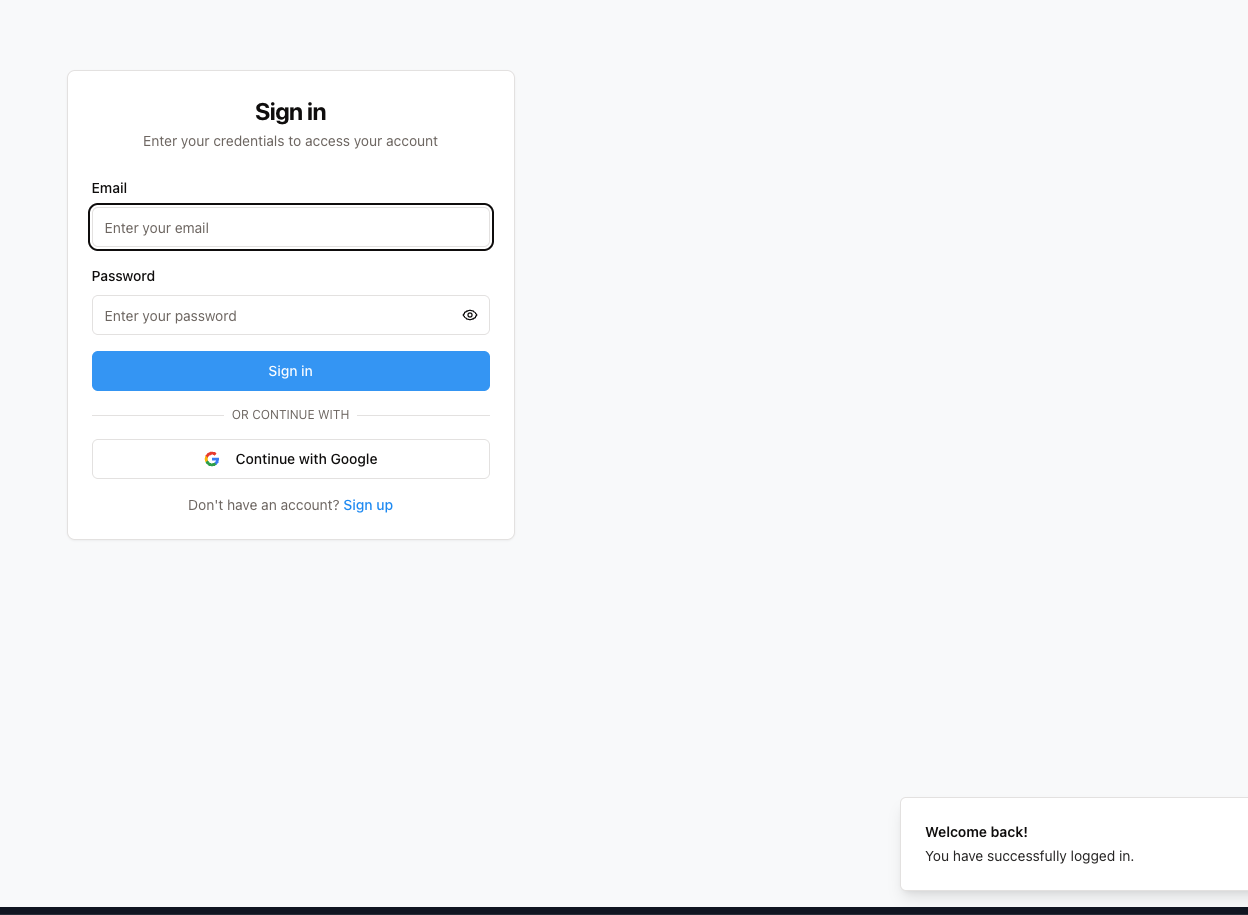 Sign in
Enter your credentials to access your account
Email
Enter your email
Password
Enter your password
Sign in
OR CONTINUE WITH
Continue with Google
Don't have an account? Sign up
Welcome back!
You have successfully logged in.